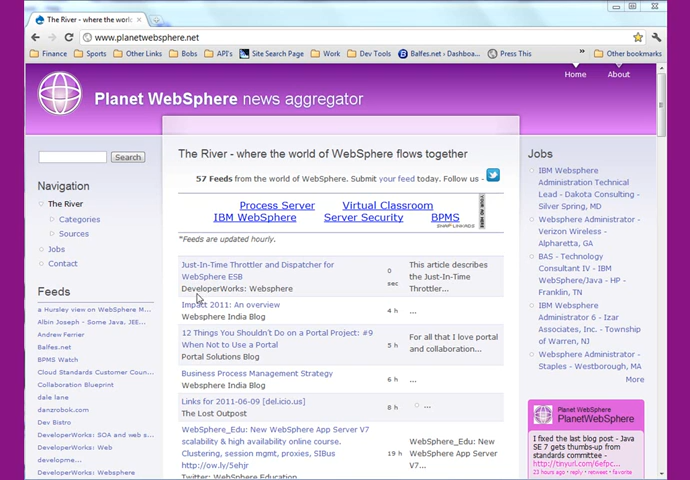 The River - where the world
www.planetwebsphere.net
Finance
Sports
Other Links
Bobs
API's
Site Search Page
Work
Dev Tools
Balfes.net › Dashboa...
Press This
»
Other bookmarks
Home
About
Planet WebSphere news aggregator
Search
Navigation
The River
Categories
Sources
Jobs
Contact
Feeds
a Hursley view on WebSphere M...
Albin Joseph - Some Java, JEE...
Andrew Ferrier
Balfes.net
BPMS Watch
Cloud Standards Customer Coun...
Collaboration Blueprint
dale lane
danzrobok.com
Dev Bistro
DeveloperWorks: SOA and web s...
DeveloperWorks: Web
developme...
DeveloperWorks: Websphere
The River - where the world of WebSphere flows together
57 Feeds from the world of WebSphere. Submit your feed today. Follow us -
Process Server
Virtual Classroom
IBM WebSphere
Server Security
BPMS
YOUR AD HERE
*Feeds are updated hourly.
Just-In-Time Throttler and Dispatcher for
WebSphere ESB
DeveloperWorks: Websphere
0
sec
This article describes
the Just-In-Time
Throttler...
Impact 2011: An overview
Websphere India Blog
4 h
...
12 Things You Shouldn't Do on a Portal Project: #9
When Not to Use a Portal
Portal Solutions Blog
5 h
For all that I love portal
and collaboration...
Business Process Management Strategy
Websphere India Blog
6 h
...
Links for 2011-06-09 [del.icio.us]
The Lost Outpost
8 h
...
WebSphere_Edu: New WebSphere App Server V7
scalability & high availability online course.
Clustering, session mgmt, proxies, SIBus
http://ow.ly/5ehjr
Twitter: WebSphere Education
19 h
WebSphere_Edu: New
WebSphere App Server
V7...
Jobs
IBM Websphere
Administration Technical
Lead - Dakota Consulting -
Silver Spring, MD
Websphere Administrator -
Verizon Wireless -
Alpharetta, GA
BAS - Technology
Consultant IV - IBM
WebSphere/Java - HP -
Franklin, TN
IBM Websphere
Administrator 6 - Izar
Associates, Inc. - Township
of Warren, NJ
Websphere Administrator -
Staples - Westborough, MA
More
Planet WebSphere
PlanetWebSphere
I fixed the last blog post - Java
SE 7 gets thumbs-up from
standards committee -
http://tinyurl.com/6efpc...
23 hours ago · reply · retweet · favorite